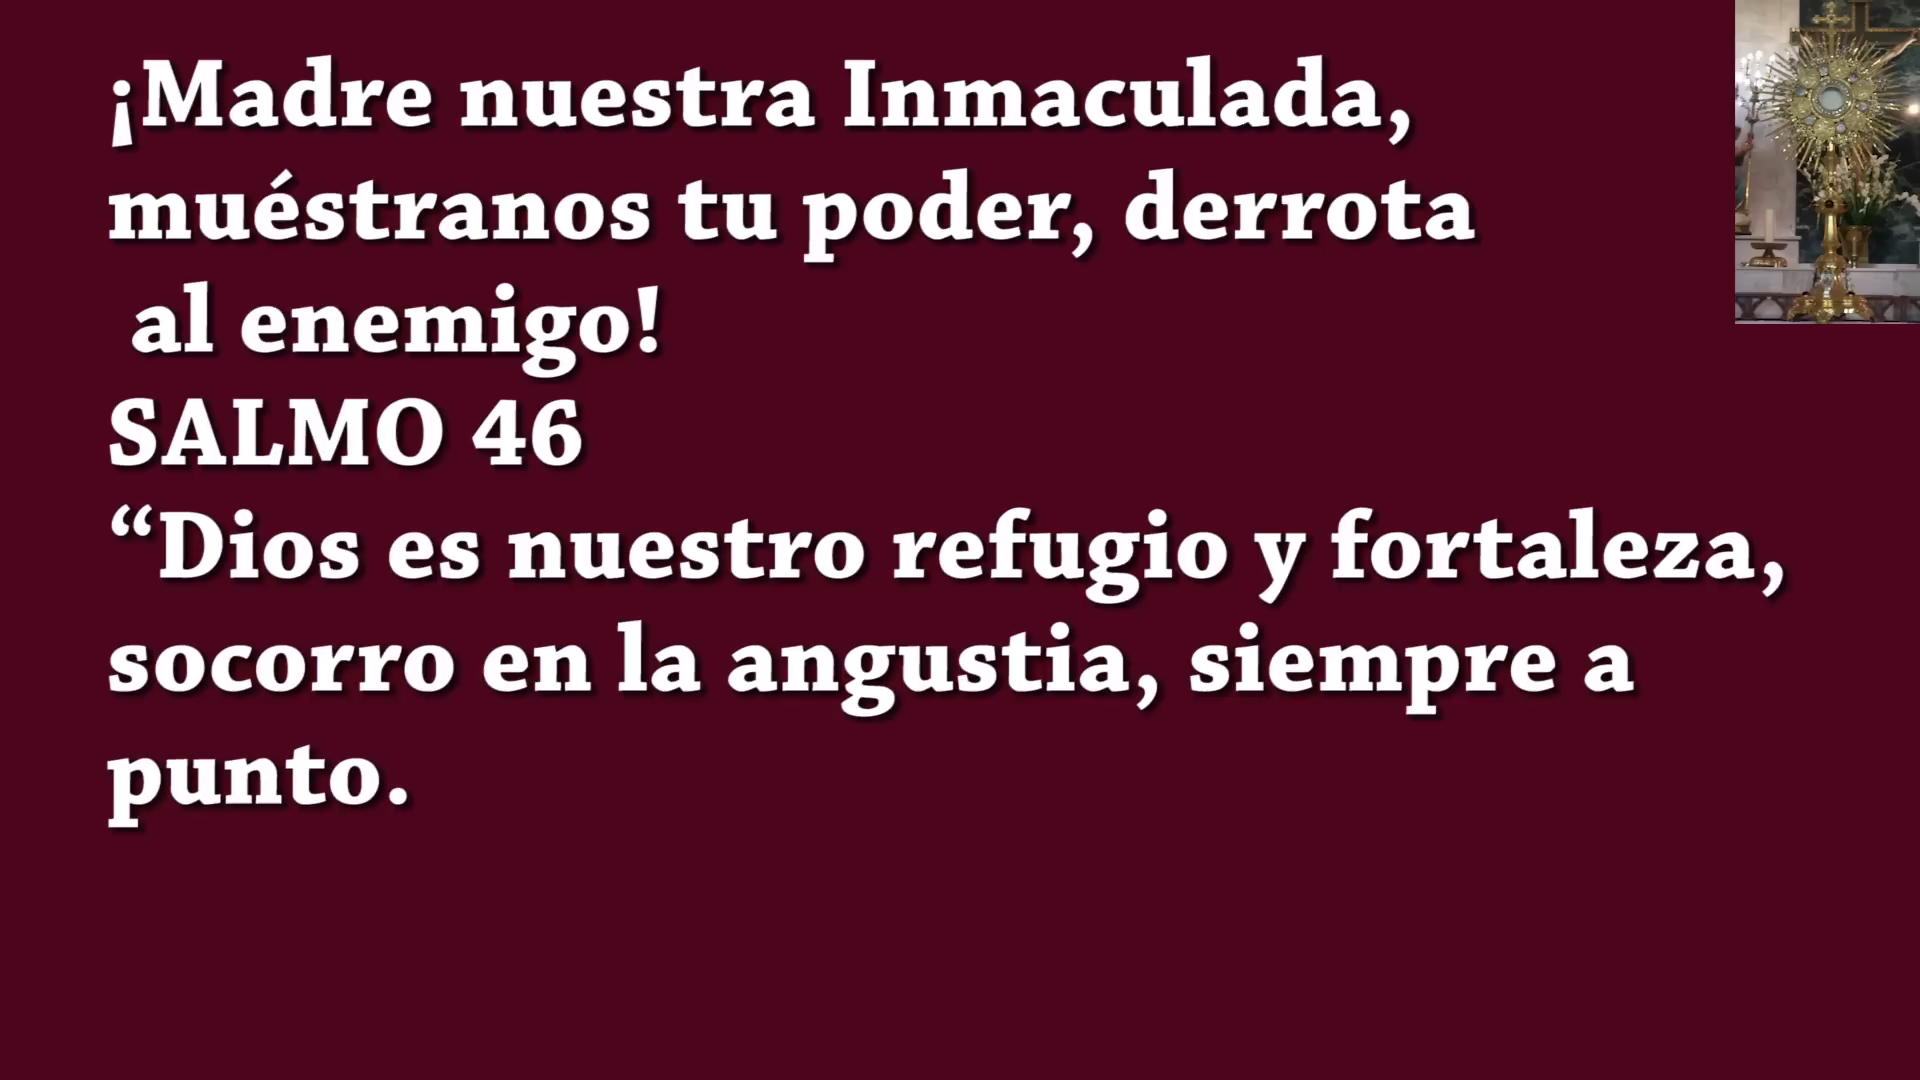 ¡Madre nuestra Inmaculada,
muéstranos tu poder, derrota
al enemigo!
SALMO 46
“Dios es nuestro refugio y fortaleza,
socorro en la angustia, siempre a
punto.